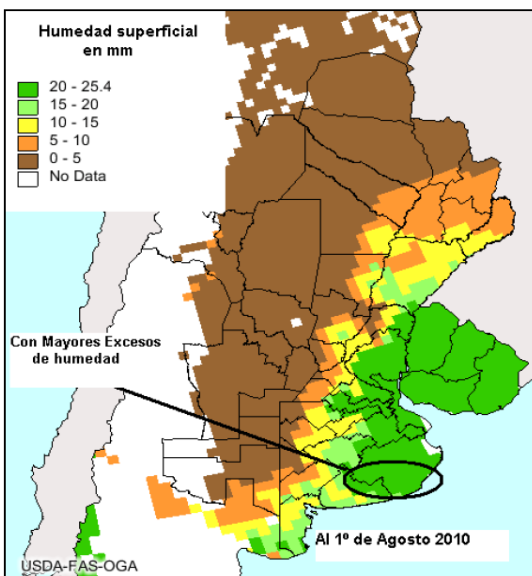 Humedad superficial
en mm
20 - 25.4
15 - 20
10 - 15
5 - 10
0 - 5
No Data
Con Mayores Excesos
de humedad
Al 1º de Agosto 2010
USDA-FAS-OGA